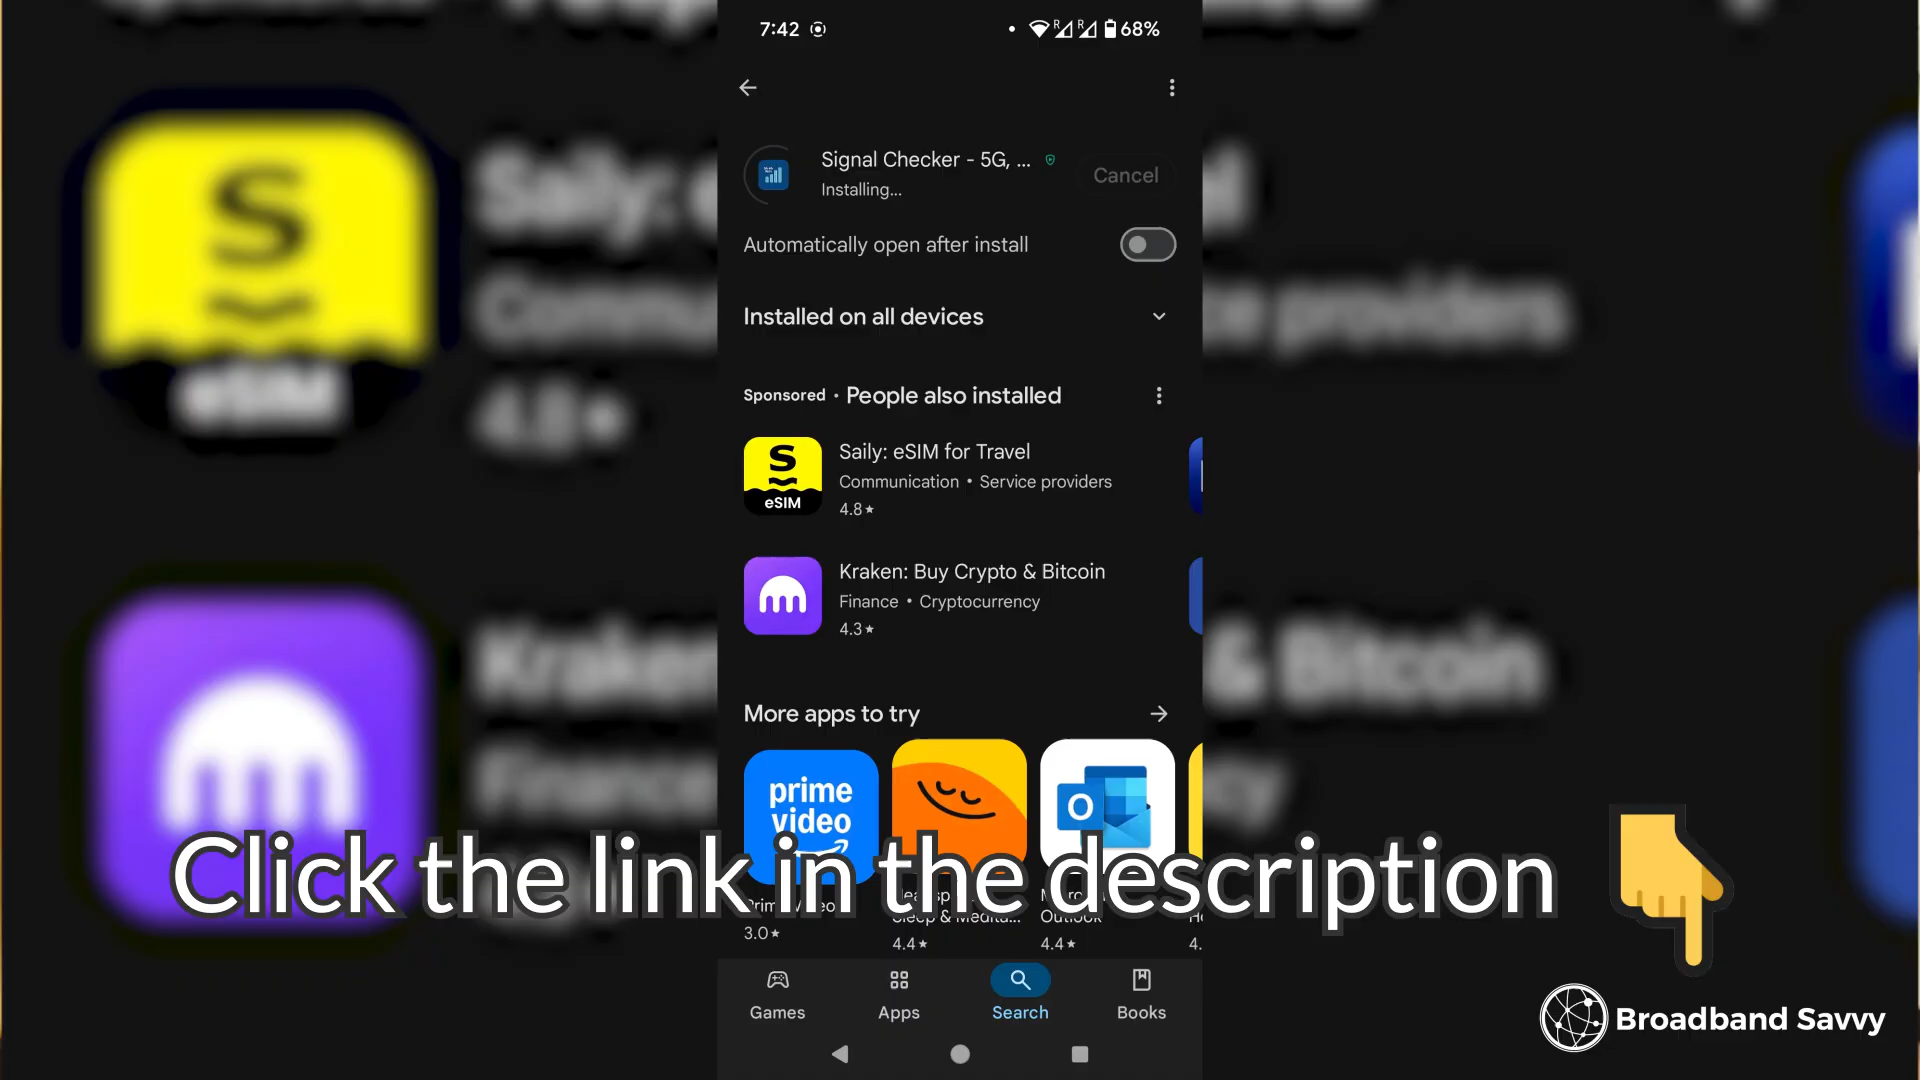 7:42
R R 68%
Signal Checker - 5G, ...
Installing...
Cancel
Automatically open after install
Installed on all devices
Sponsored • People also installed
S
eSIM
Saily: eSIM for Travel
Communication • Service providers
4.8★
Kraken: Buy Crypto & Bitcoin
Finance • Cryptocurrency
4.3★
More apps to try
prime
video
O
Click the link in the description
Outlook
3.0★
4.4★
4.4★
4.
Games
Apps
Search
Books
Broadband Savvy